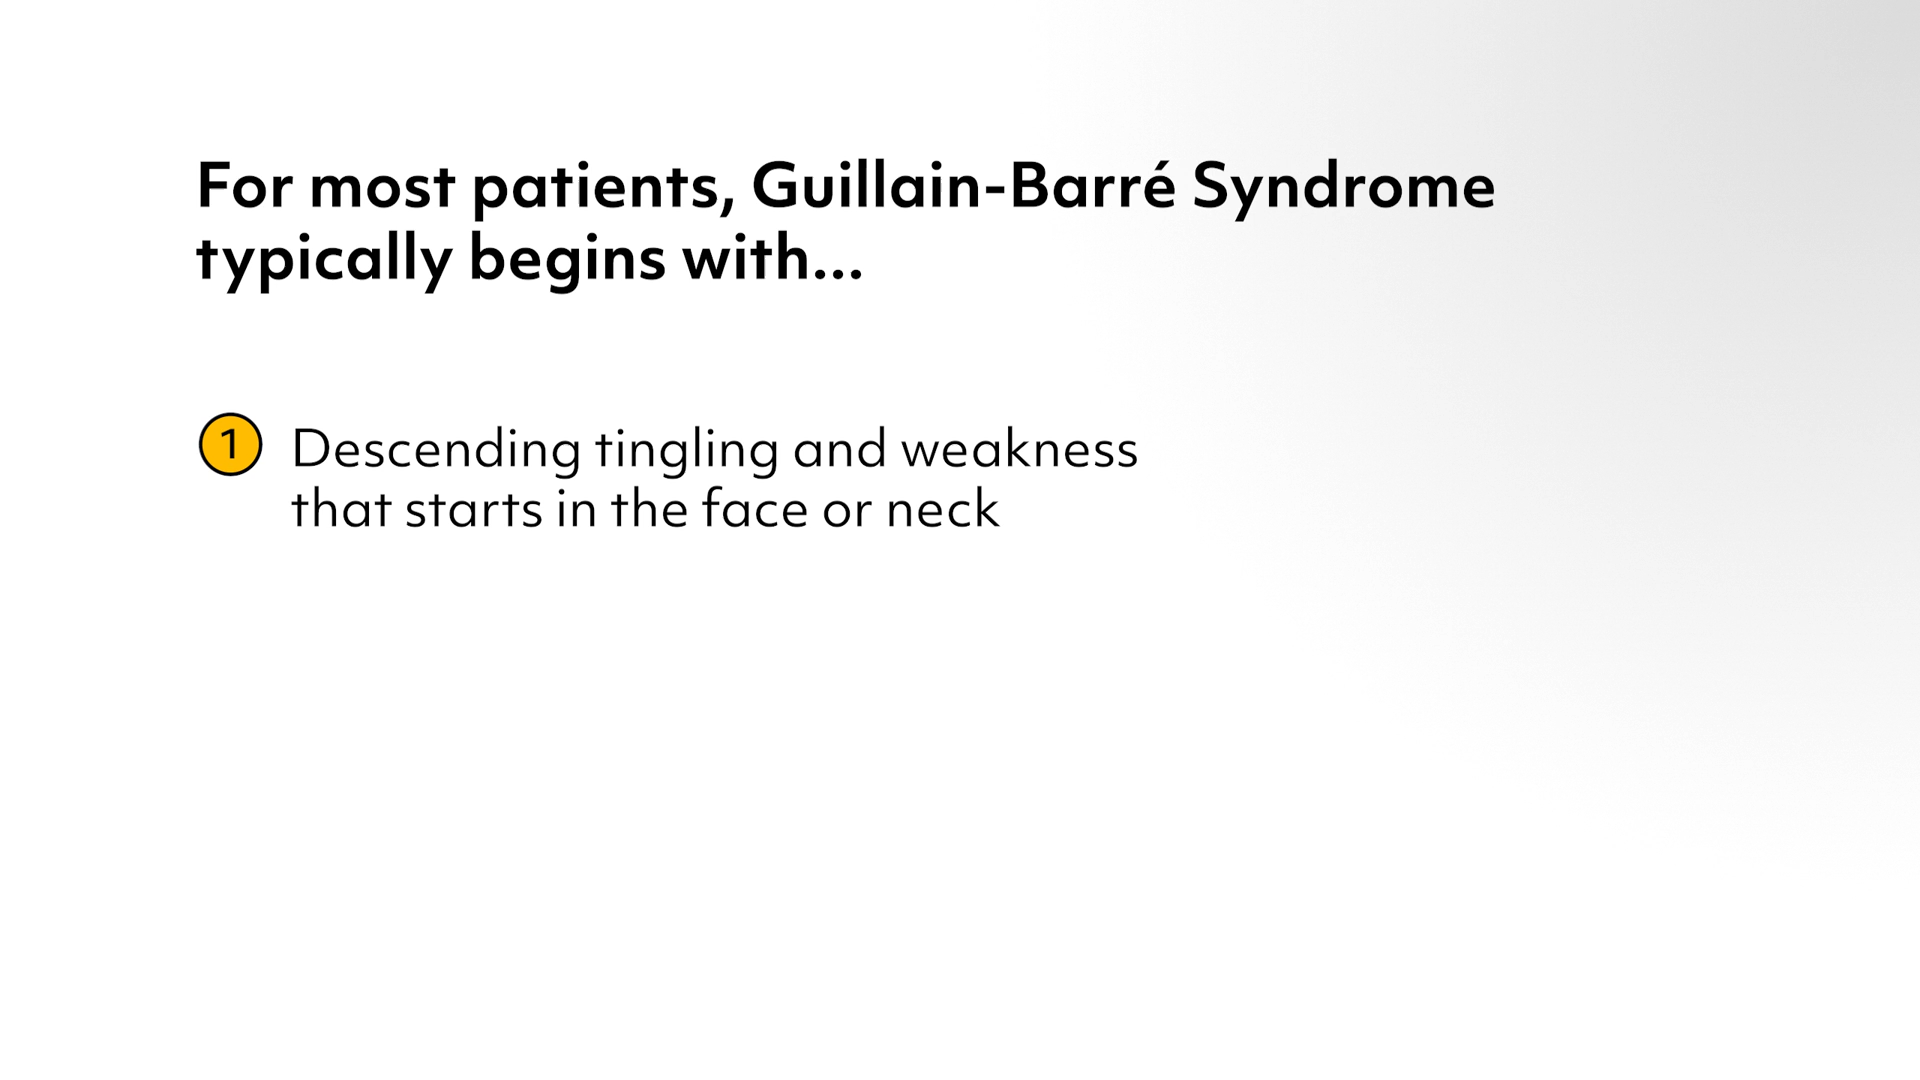 For most patients, Guillain-Barré Syndrome
typically begins with...
1 Descending tingling and weakness
that starts in the face or neck